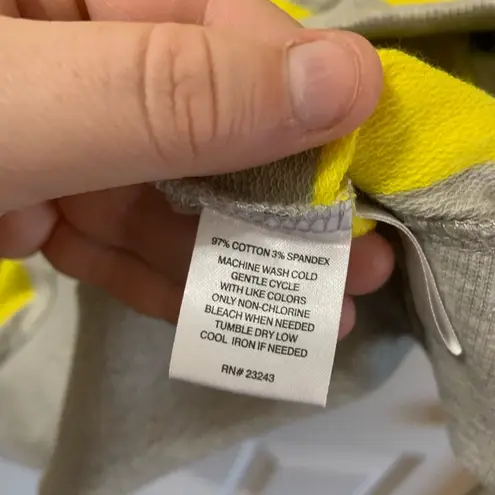 97% COTTON 3% SPANDEX
MACHINE WASH COLD
GENTLE CYCLE
WITH LIKE COLORS
ONLY NON-CHLORINE
BLEACH WHEN NEEDED
TUMBLE DRY LOW
COOL IRON IF NEEDED
RN# 23243